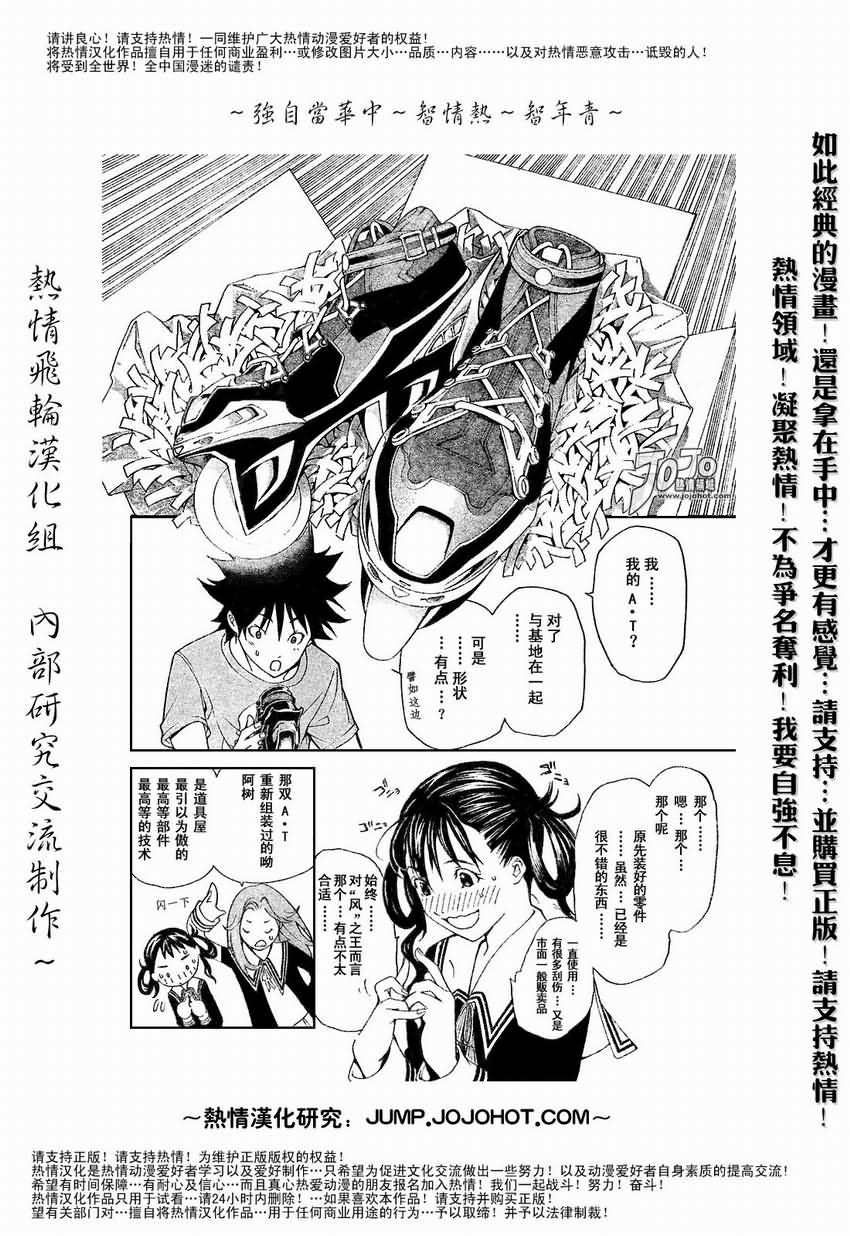 请讲良心！请支持热情！一同维护广大热情动漫爱好者的权益！
将热情汉化作品擅自用于任何商业盈利…或修改图片大小…品质…内容……以及对热情恶意攻击…诋毁的人！
将受到全世界！全中国漫迷的谴责！
～強自當華中～智情熱～智年青～
如此經典的漫畫！還是拿在手中…才更有感覺…請支持…並購買正版！請支持熱情！
熱情領域！凝聚熱情！不為爭名奪利！我要自強不息！
熱情飛輪漢化組 內部研究交流制作～
JOJO
熱情領域
www.jojohot.com
我……
我的A·T？
对了
与基地在一起
……
可是
……形状
…有点…？
譬如这边
那个……
嗯…那个…
那个呢
原先装好的零件
……虽然…已经是
很不错的东西……
一直使用…
有很多刮伤…又是
市面一般贩卖品
始终……
对“风”之王而言
那个…有点不太
合适……
那双A·T
重新组装过的呦
阿树
是道具屋
最引以为傲的
最高等部件
最高等的技术
闪一下
～熱情漢化研究：JUMP.JOJOHOT.COM～
请支持正版！请支持热情！为维护正版版权的权益！
热情汉化是热情动漫爱好者学习以及爱好制作…只希望为促进文化交流做出一些努力！以及动漫爱好者自身素质的提高交流！
希望有时间保障…有耐心及信心…而且真心热爱动漫的朋友报名加入热情！我们一起战斗！努力！奋斗！
热情汉化作品只用于试看…请24小时内删除！…如果喜欢本作品！请支持并购买正版！
望有关部门对…擅自将热情汉化作品…用于任何商业用途的行为…予以取缔！并予以法律制裁！